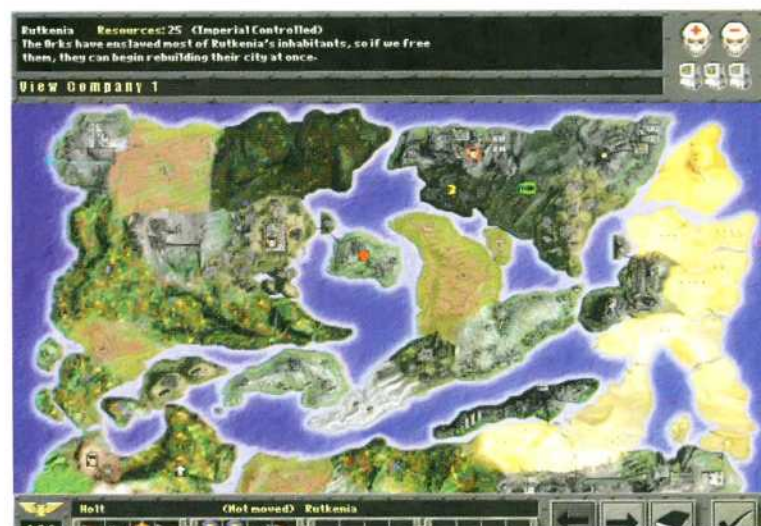 Rutkenia Resources: 25 (Imperial Controlled)
The Orks have enslaved most of Rutkenia's inhabitants, so if we free
them, they can begin rebuilding their city at once.
View Company 1
Holt (Not moved) Rutkenia